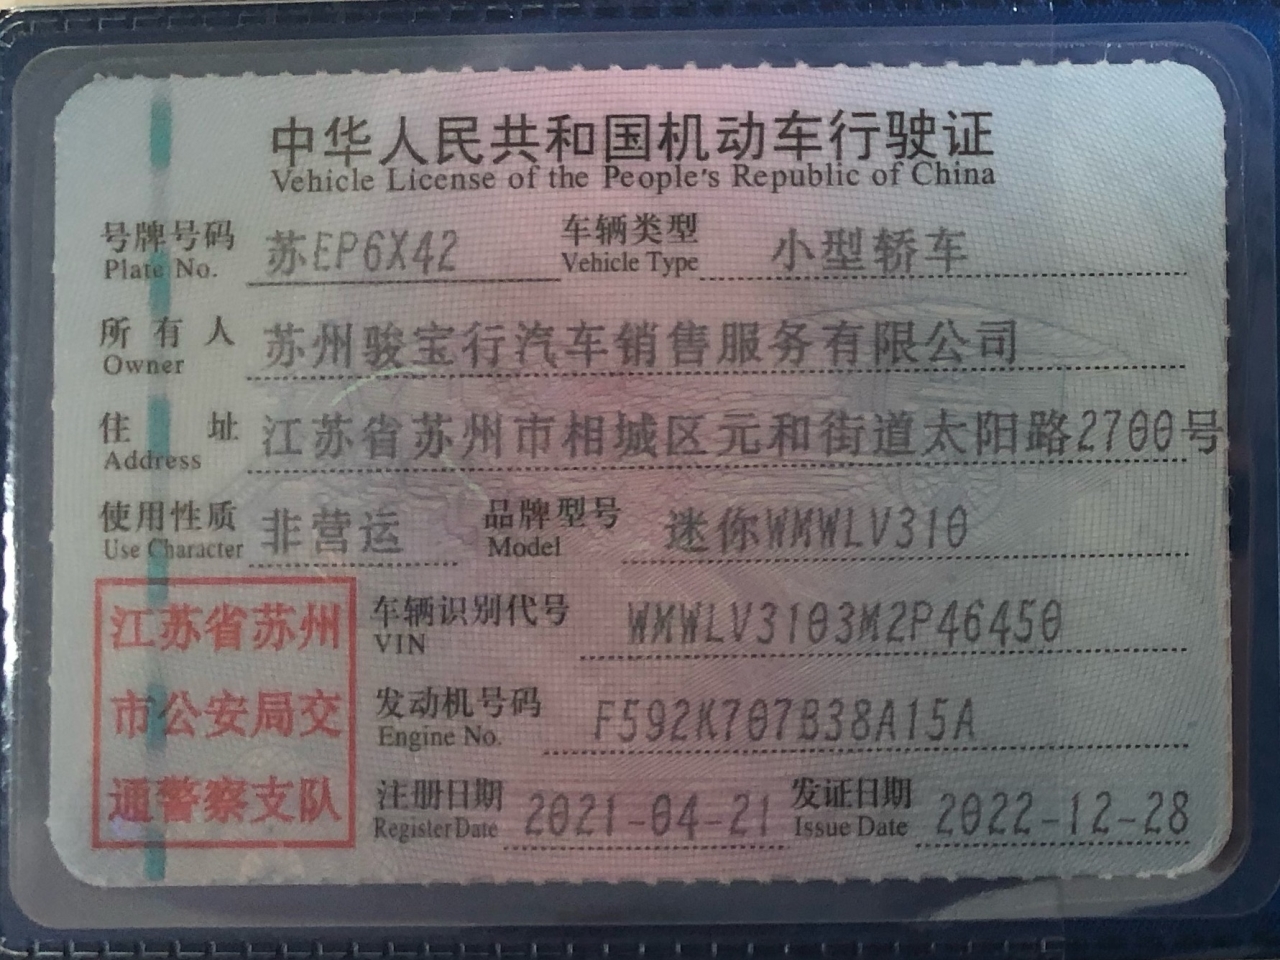 中华人民共和国机动车行驶证
Vehicle License of the People's Republic of China
号牌号码 苏EP6X42 车辆类型 小型轿车
Plate No. Vehicle Type
所有人 苏州骏宝行汽车销售服务有限公司
Owner
住址 江苏省苏州市相城区元和街道太阳路2700号
Address
使用性质 非营运 品牌型号 迷你WMWLV310
Use Character Model
江苏省苏州
市公安局交
通警察支队
车辆识别代号 WMWLV3103M2P46450
VIN
发动机号码 F592K707B38A15A
Engine No.
注册日期 2021-04-21 发证日期 2022-12-28
Register Date Issue Date